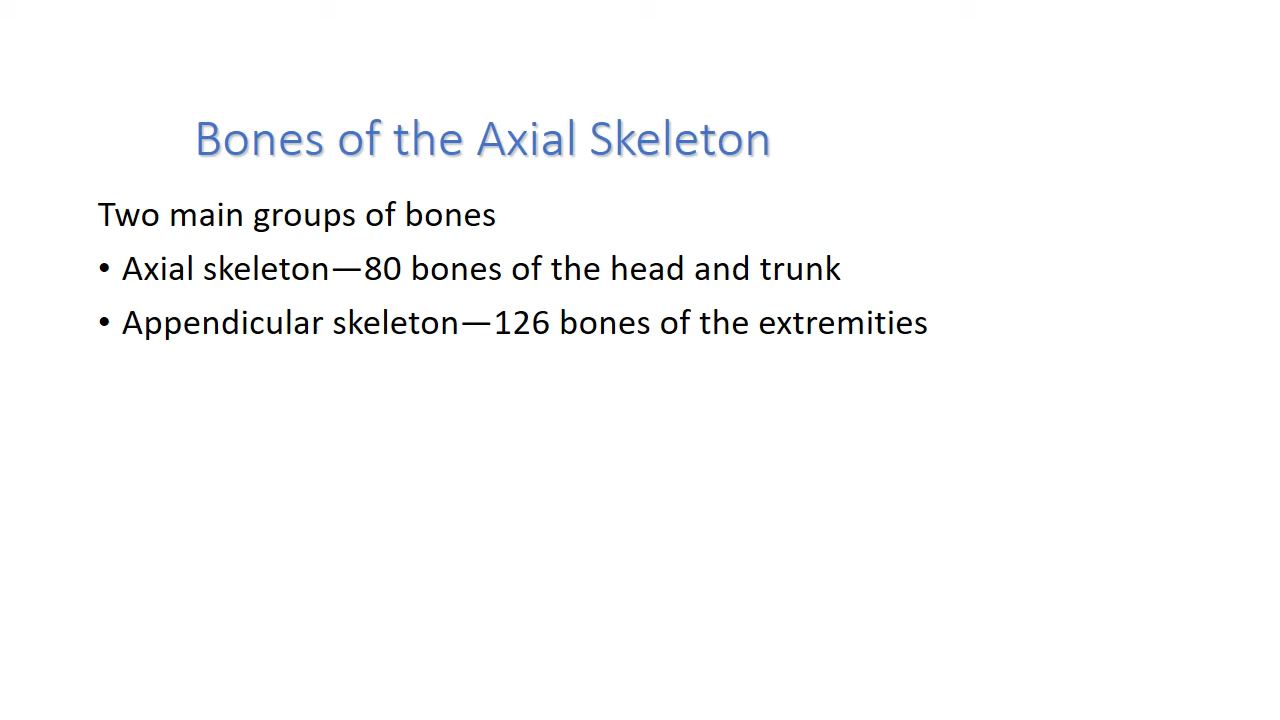 Bones of the Axial Skeleton
Two main groups of bones
• Axial skeleton—80 bones of the head and trunk
• Appendicular skeleton—126 bones of the extremities